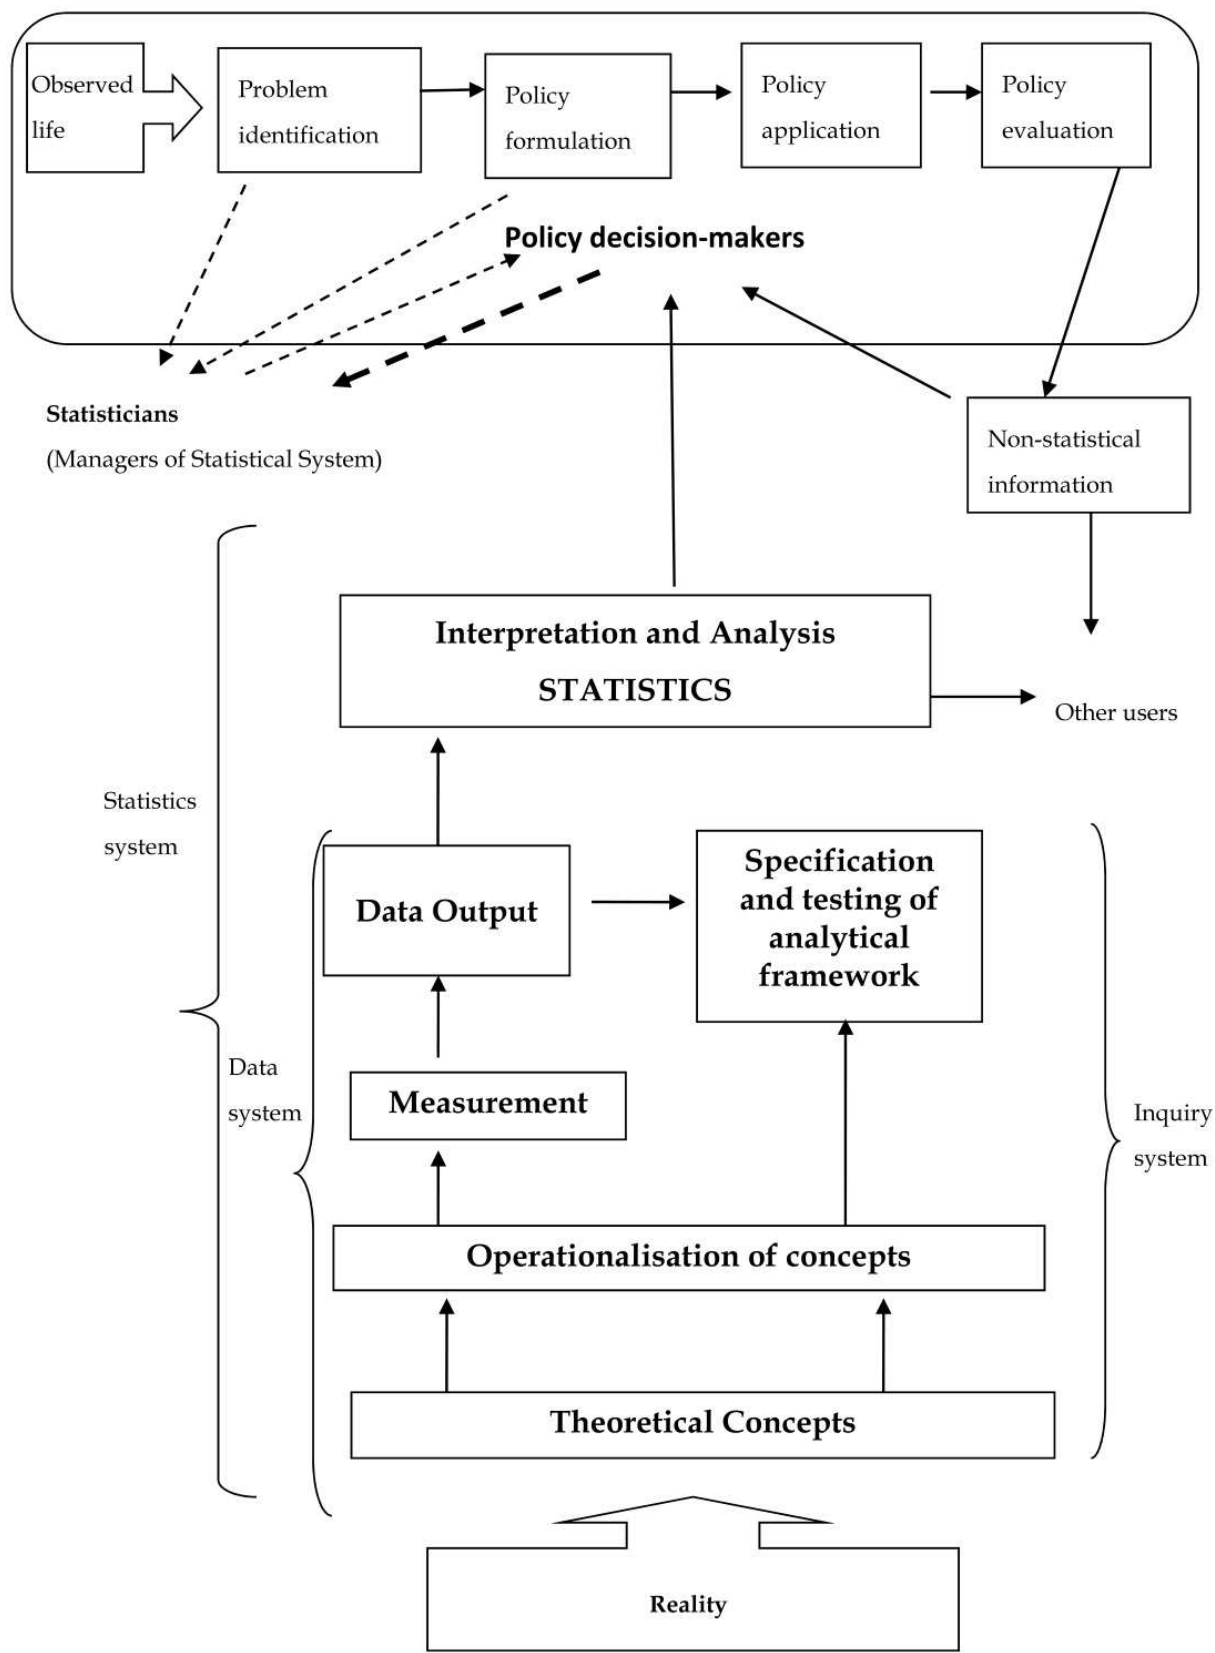 Observed
life
Problem
identification
Policy
formulation
Policy
application
Policy
evaluation
Policy decision-makers
Statisticians
(Managers of Statistical System)
Non-statistical
information
Interpretation and Analysis
STATISTICS
Other users
Statistics
system
Data Output
Specification
and testing of
analytical
framework
Data
system
Measurement
Inquiry
system
Operationalisation of concepts
Theoretical Concepts
Reality